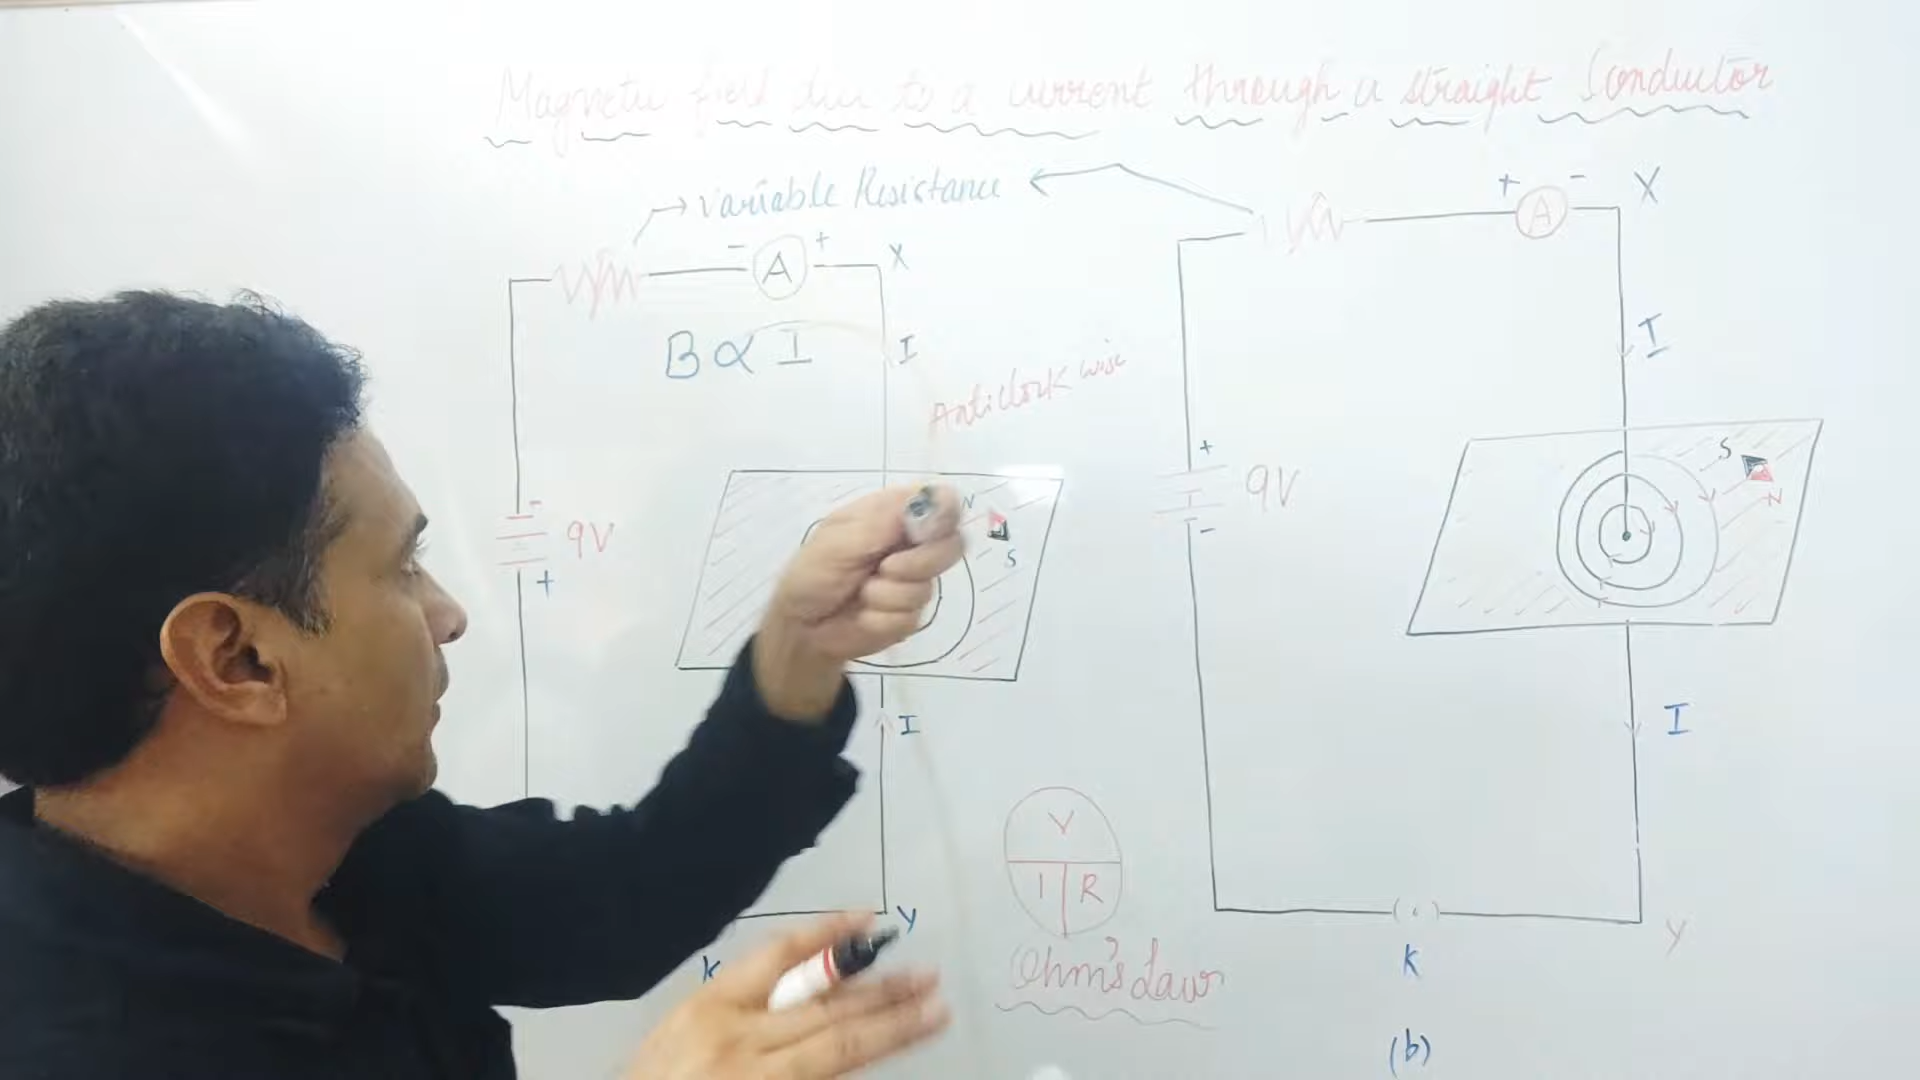 Magnetic field due to a current through a straight Conductor
Variable Resistance
- A + X
+ A - X
B ∝ I
I
I
Anticlockwise
-
9V
+
N
S
+
9V
-
S
N
I
I
V
I R
Ohm's Law
Y
k
Y
k
(b)